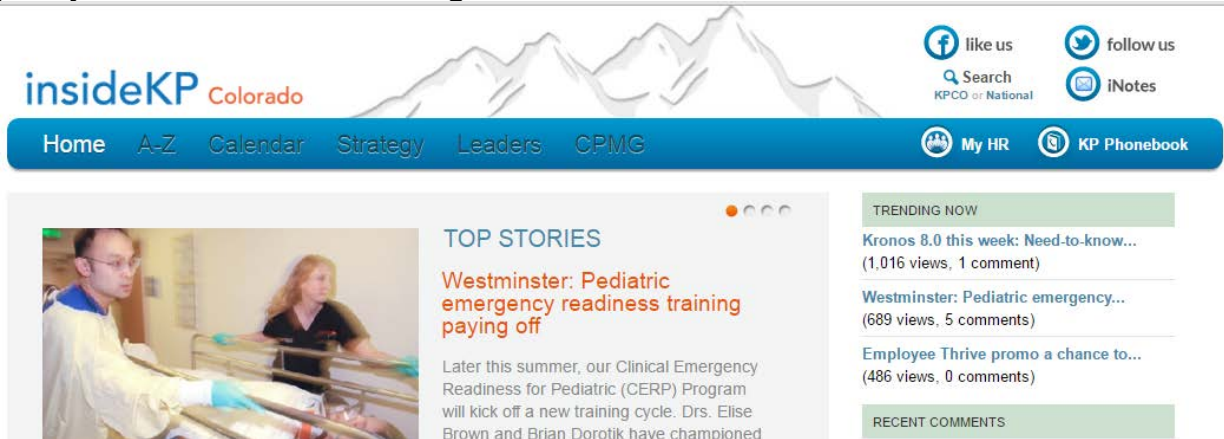 insideKP Colorado
like us
follow us
Search
KPCO or National
iNotes
Home A-Z Calendar Strategy Leaders CPMG My HR KP Phonebook
TOP STORIES
Westminster: Pediatric
emergency readiness training
paying off
Later this summer, our Clinical Emergency
Readiness for Pediatric (CERP) Program
will kick off a new training cycle. Drs. Elise
Brown and Brian Dorotik have championed
TRENDING NOW
Kronos 8.0 this week: Need-to-know...
(1,016 views, 1 comment)
Westminster: Pediatric emergency...
(689 views, 5 comments)
Employee Thrive promo a chance to...
(486 views, 0 comments)
RECENT COMMENTS